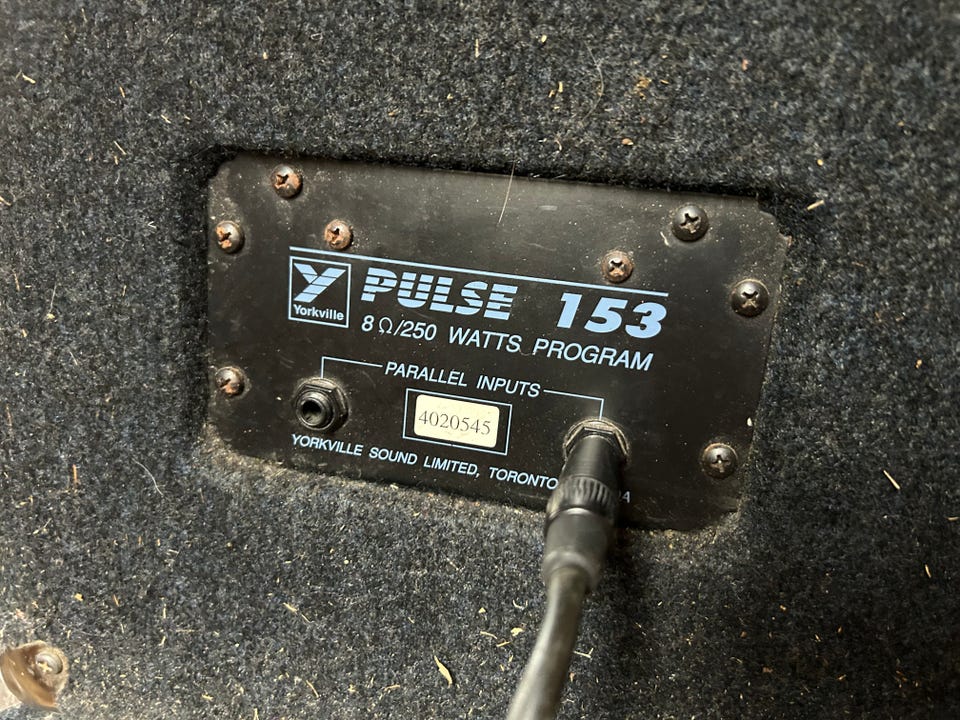 Yorkville
PULSE 153
8 Ω/250 WATTS PROGRAM
PARALLEL INPUTS
4020545
YORKVILLE SOUND LIMITED, TORONTO